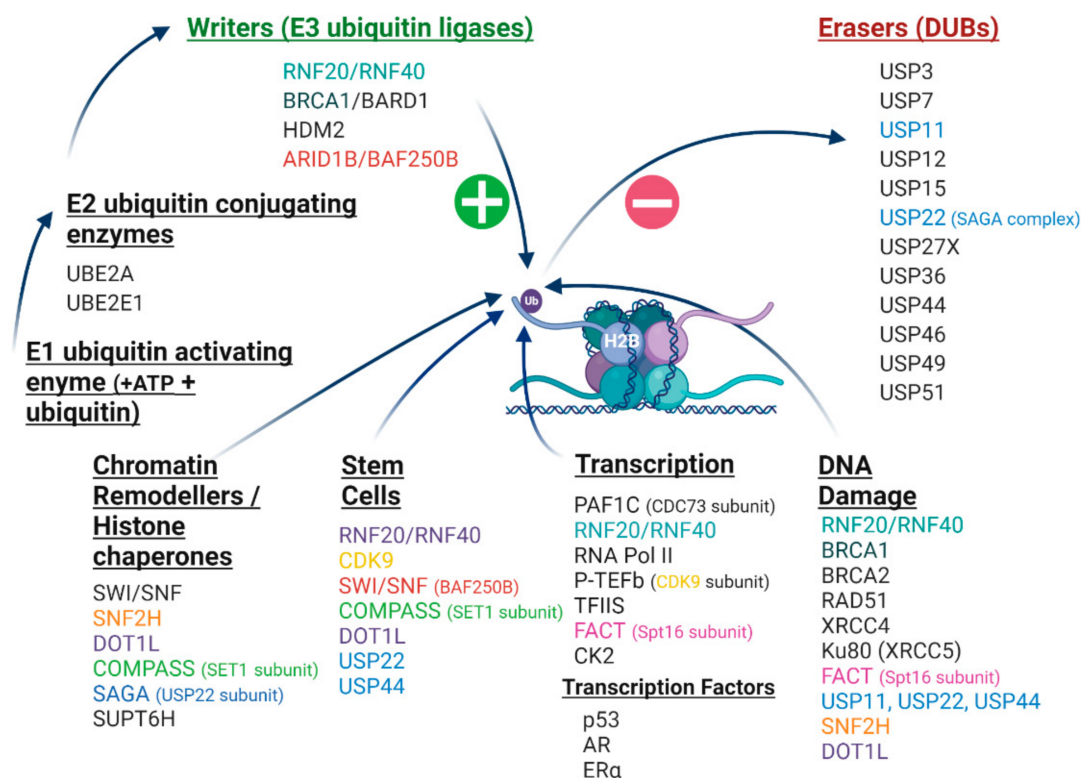 Writers (E3 ubiquitin ligases)
RNF20/RNF40
BRCA1/BARD1
HDM2
ARID1B/BAF250B
Erasers (DUBs)
USP3
USP7
USP11
USP12
USP15
USP22 (SAGA complex)
USP27X
USP36
USP44
USP46
USP49
USP51
E2 ubiquitin conjugating
enzymes
UBE2A
UBE2E1
E1 ubiquitin activating
enyme (+ATP +
ubiquitin)
Ub
H2B
Chromatin
Remodellers /
Histone
chaperones
SWI/SNF
SNF2H
DOT1L
COMPASS (SET1 subunit)
SAGA (USP22 subunit)
SUPT6H
Stem
Cells
RNF20/RNF40
CDK9
SWI/SNF (BAF250B)
COMPASS (SET1 subunit)
DOT1L
USP22
USP44
Transcription
PAF1C (CDC73 subunit)
RNF20/RNF40
RNA Pol II
P-TEFb (CDK9 subunit)
TFIIS
FACT (Spt16 subunit)
CK2
Transcription Factors
p53
AR
ERα
DNA
Damage
RNF20/RNF40
BRCA1
BRCA2
RAD51
XRCC4
Ku80 (XRCC5)
FACT (Spt16 subunit)
USP11, USP22, USP44
SNF2H
DOT1L